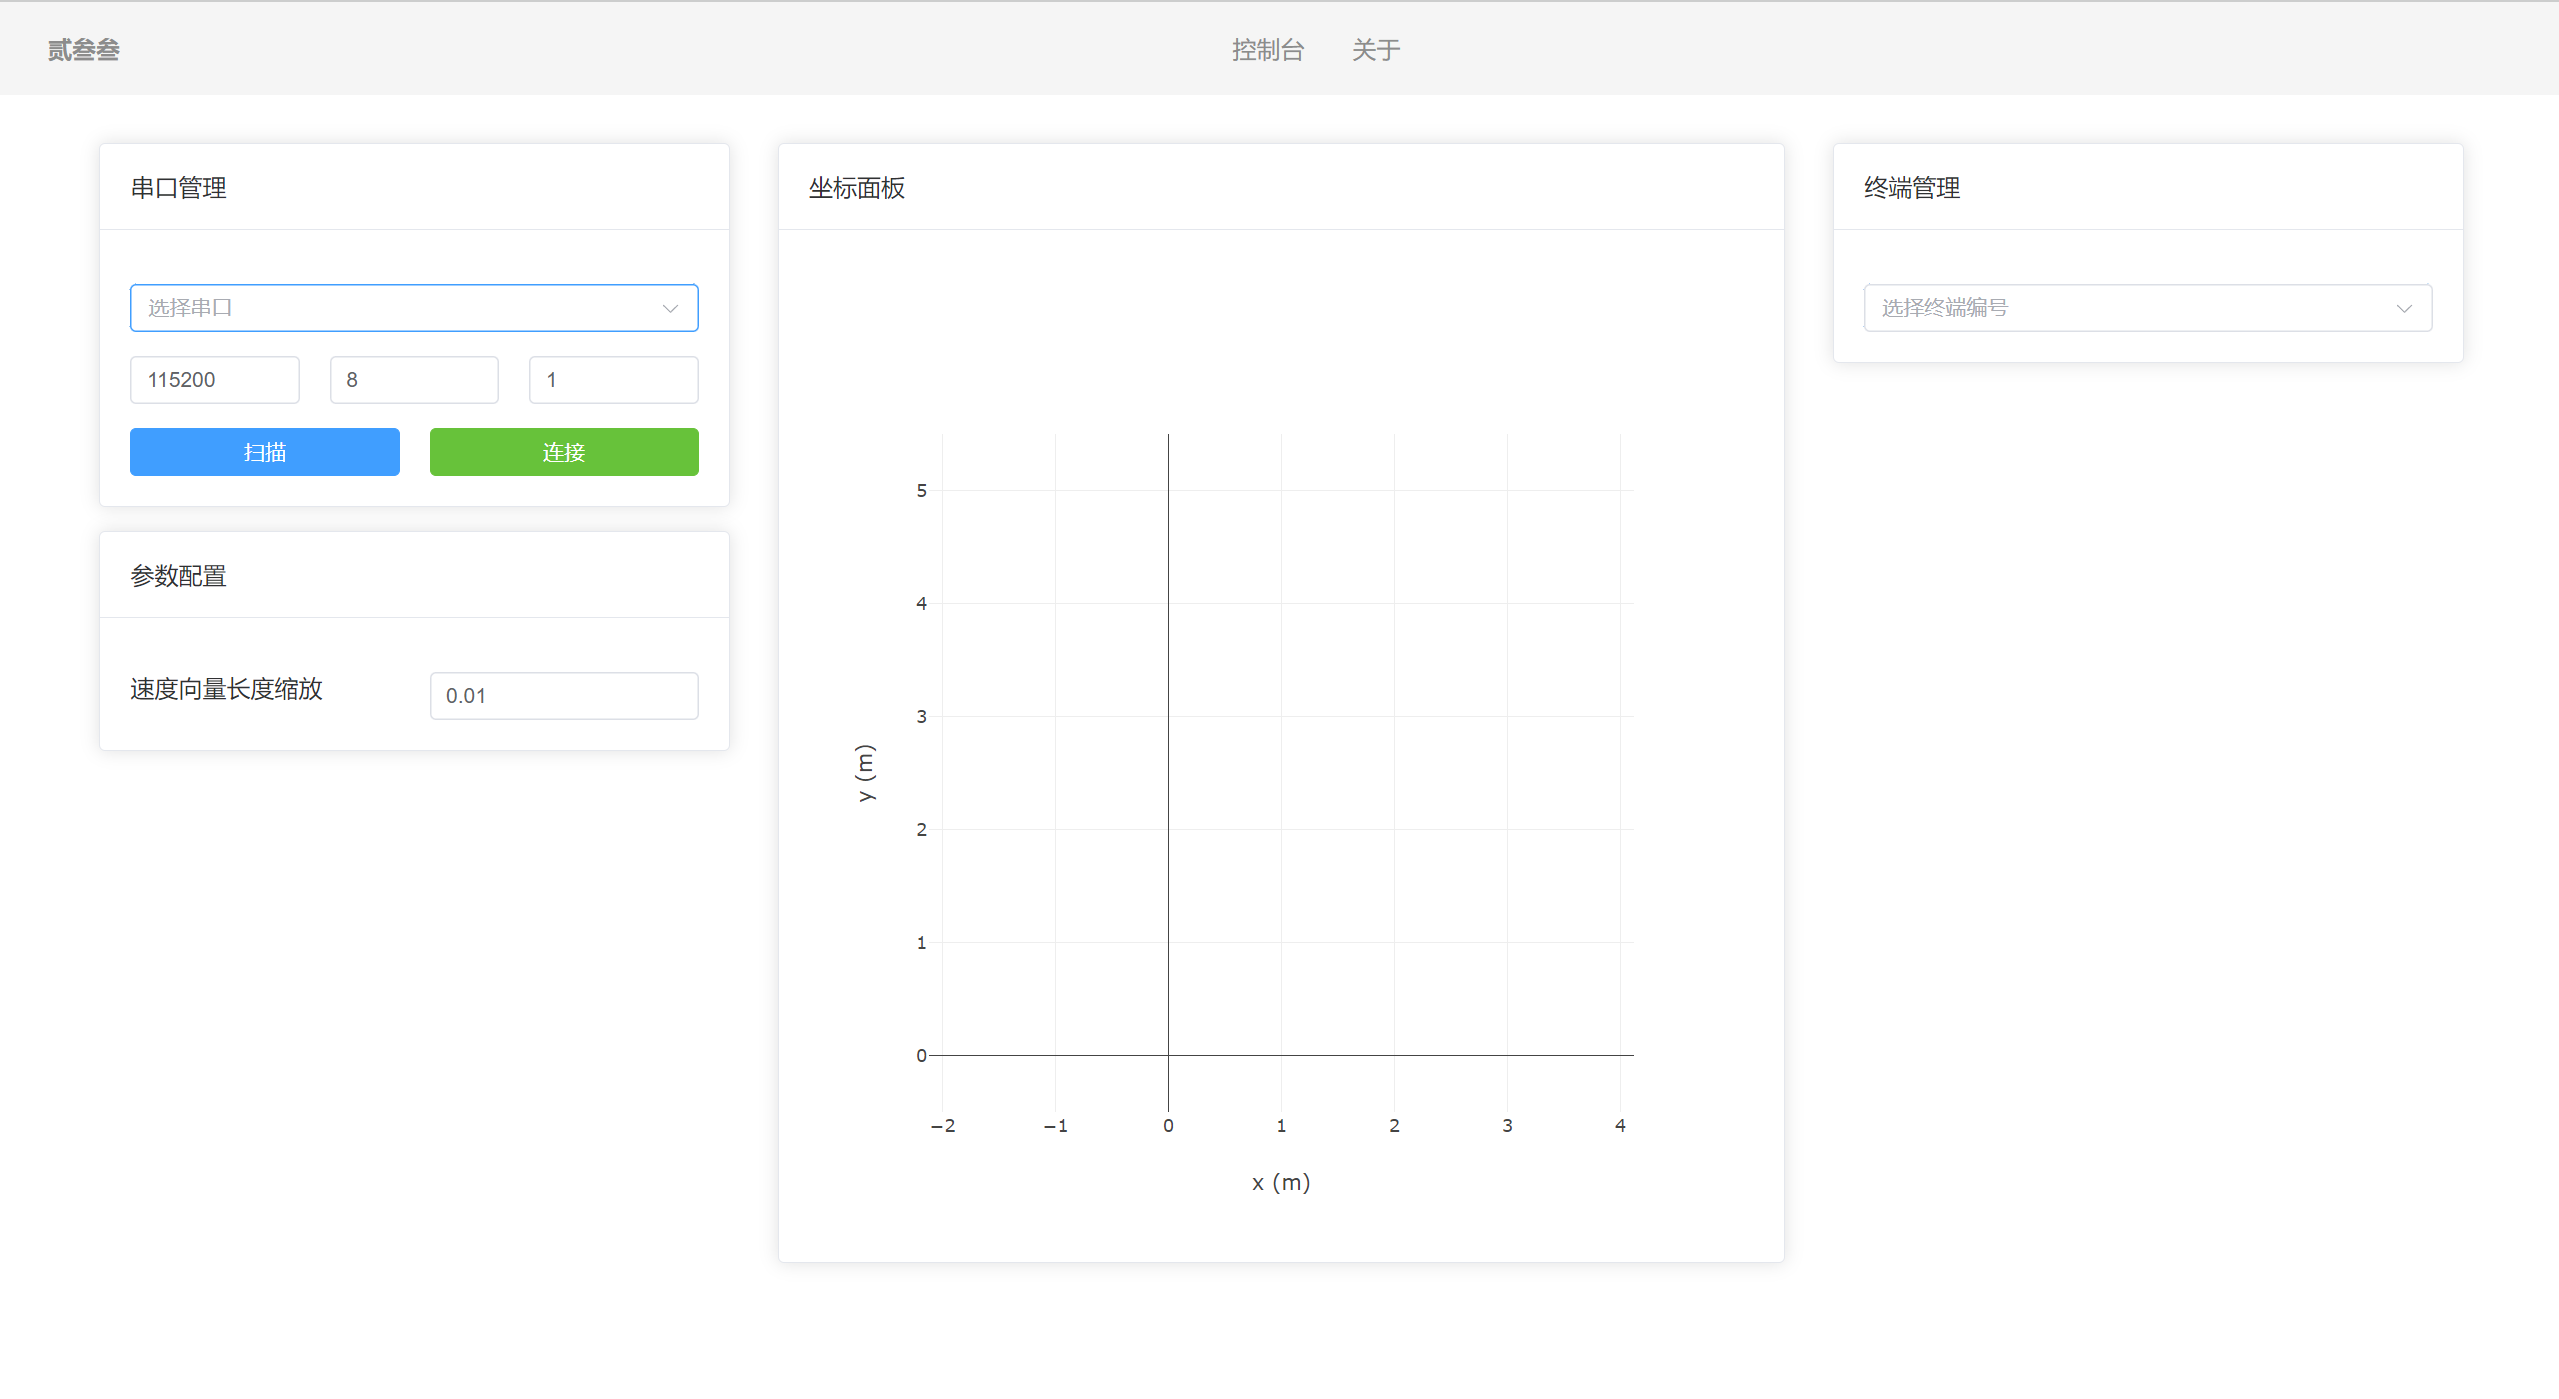 贰叁叁
控制台 关于
串口管理
选择串口
115200 8 1
扫描 连接
参数配置
速度向量长度缩放 0.01
坐标面板
5
4
3
2
1
0
y (m)
−2 −1 0 1 2 3 4
x (m)
终端管理
选择终端编号